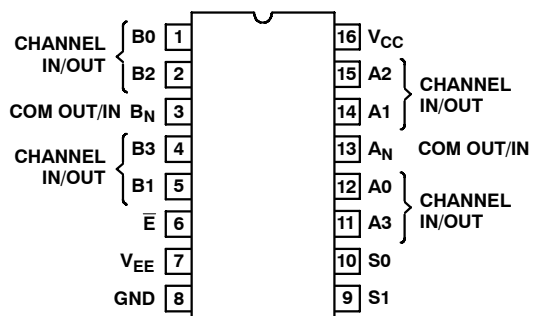 CHANNEL IN/OUT B0 1
B2 2
COM OUT/IN BN 3
CHANNEL IN/OUT B3 4
B1 5
E̅ 6
VEE 7
GND 8
16 VCC
15 A2 CHANNEL IN/OUT
14 A1
13 AN COM OUT/IN
12 A0 CHANNEL IN/OUT
11 A3
10 S0
9 S1